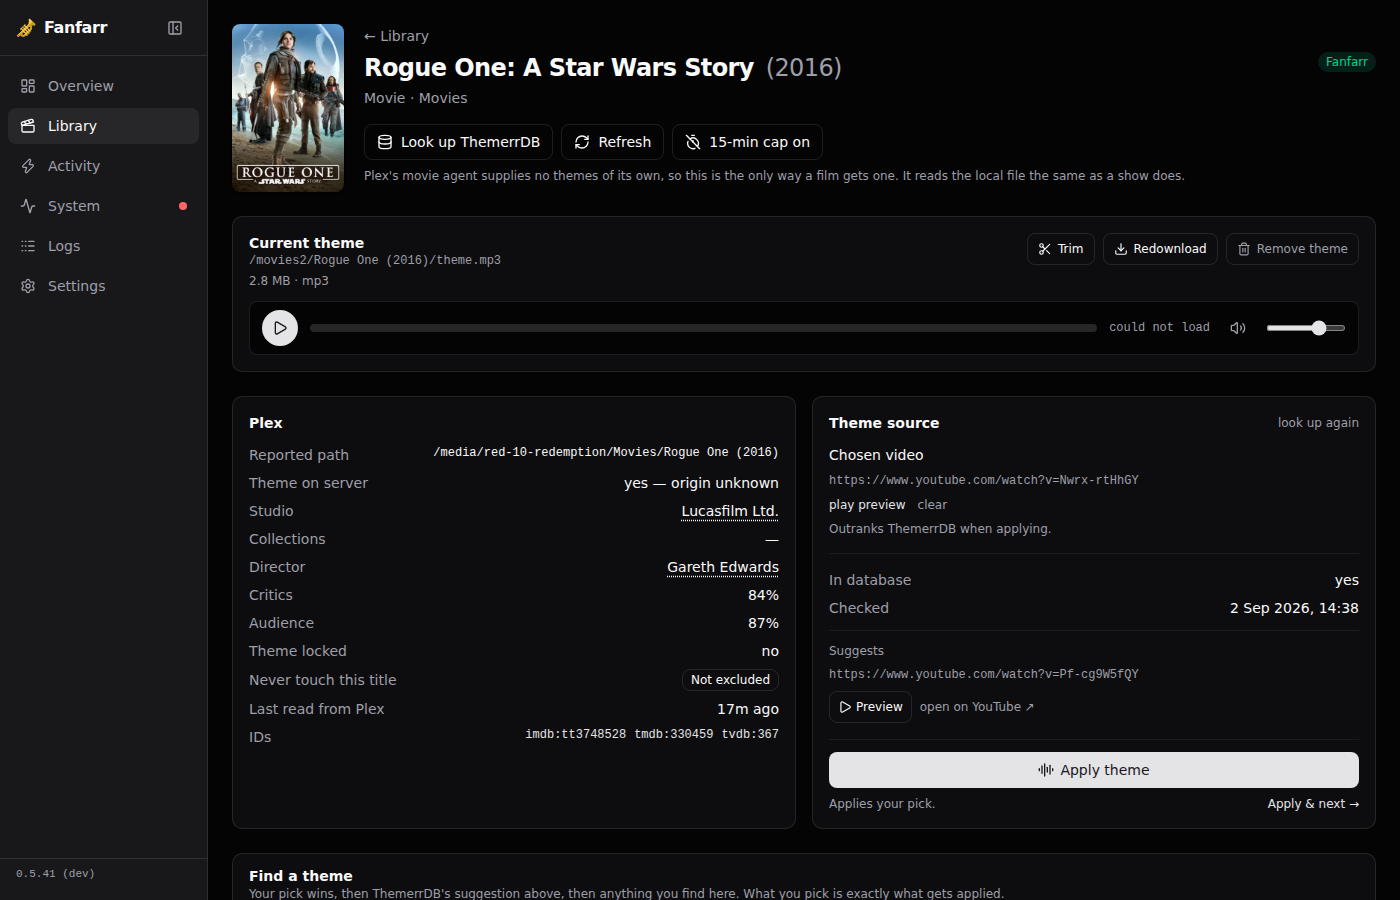 Fanfarr
Overview
Library
Activity
System
Logs
Settings
0.5.41 (dev)
ROGUE ONE
A STAR WARS STORY
← Library
Rogue One: A Star Wars Story (2016)
Fanfarr
Movie · Movies
Look up ThemerrDB
Refresh
15-min cap on
Plex's movie agent supplies no themes of its own, so this is the only way a film gets one. It reads the local file the same as a show does.
Current theme
/movies2/Rogue One (2016)/theme.mp3
2.8 MB · mp3
Trim
Redownload
Remove theme
could not load
Plex
Reported path /media/red-10-redemption/Movies/Rogue One (2016)
Theme on server yes — origin unknown
Studio Lucasfilm Ltd.
Collections —
Director Gareth Edwards
Critics 84%
Audience 87%
Theme locked no
Never touch this title Not excluded
Last read from Plex 17m ago
IDs imdb:tt3748528 tmdb:330459 tvdb:367
Theme source
look up again
Chosen video
https://www.youtube.com/watch?v=Nwrx-rtHhGY
play preview clear
Outranks ThemerrDB when applying.
In database yes
Checked 2 Sep 2026, 14:38
Suggests
https://www.youtube.com/watch?v=Pf-cg9W5fQY
Preview open on YouTube ↗
Apply theme
Applies your pick. Apply & next →
Find a theme
Your pick wins, then ThemerrDB's suggestion above, then anything you find here. What you pick is exactly what gets applied.